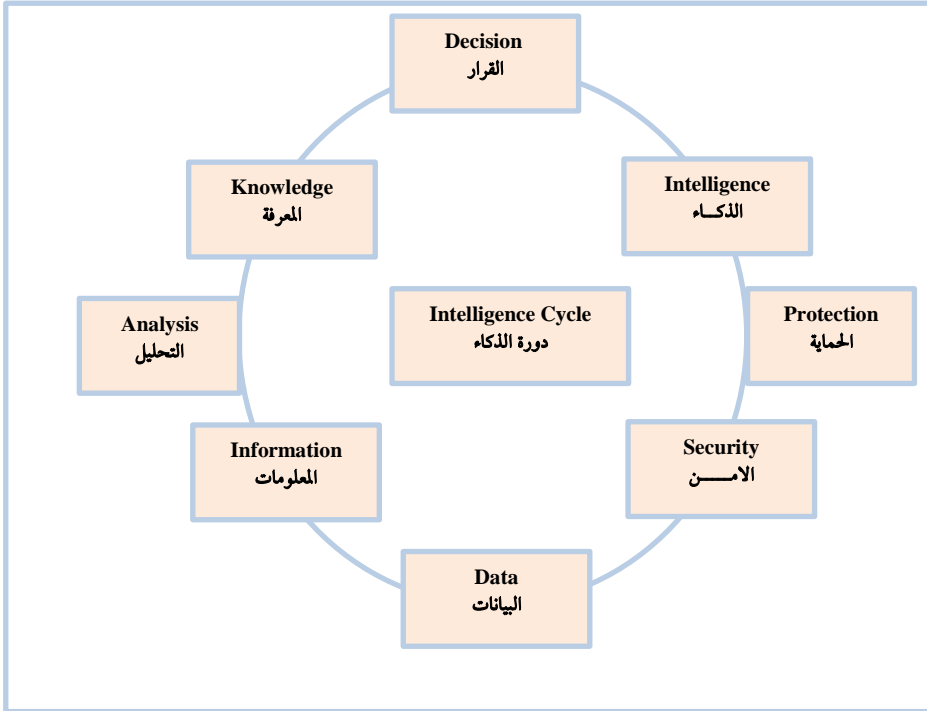 Decision
القرار
Knowledge
المعرفة
Intelligence
الذكـــاء
Analysis
التحليل
Intelligence Cycle
دورة الذكاء
Protection
الحماية
Information
المعلومات
Security
الامـــــن
Data
البيانات